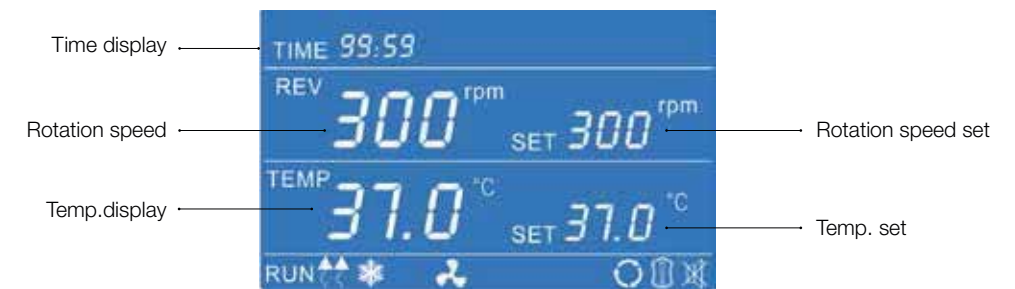 Time display
TIME 99:59
REV
Rotation speed
300 rpm
SET 300 rpm
Rotation speed set
TEMP
Temp.display
37.0 °C
SET 37.0 °C
Temp. set
RUN